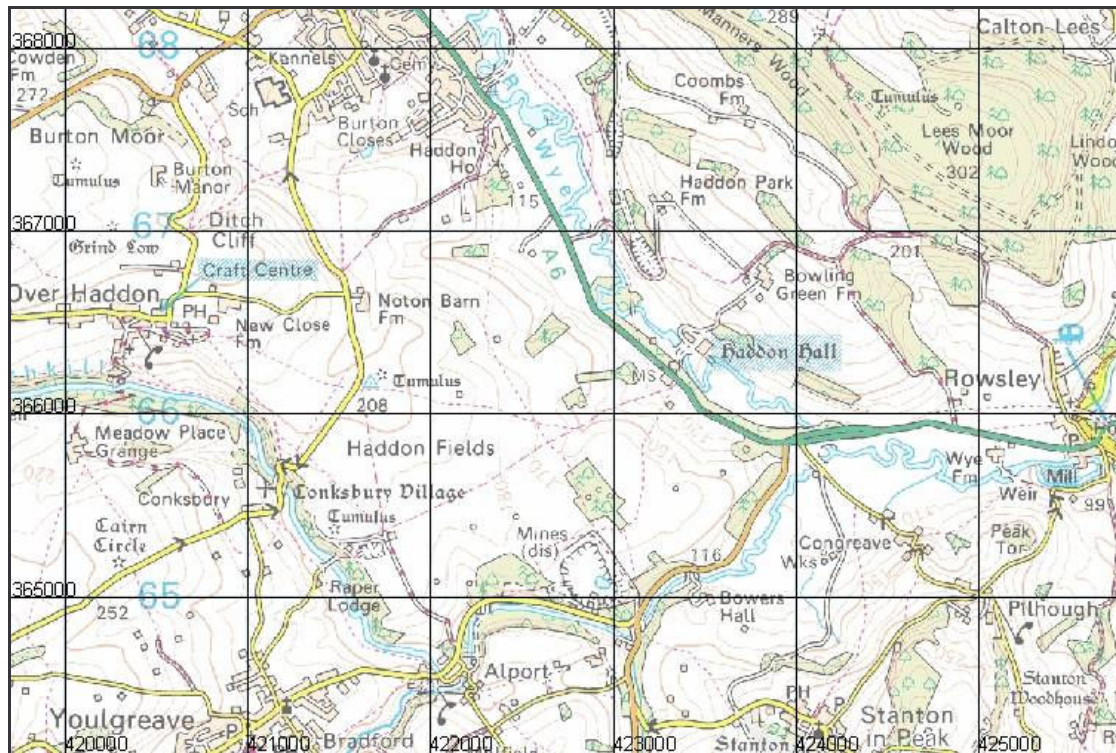 289
Calton-Lees
Manners Wood
368000
68
Cowden
Fm
272
Kennels
Cem
Coombs
Fm
Tumulus
Sch
R Wye
Burton Moor
Burton
Closes
Lees Moor
Wood
302
Haddon
Ho
Tumulus
Burton
Manor
115
Haddon Park
Fm
367000
67
Ditch
Cliff
Grind Low
A6
201
Craft Centre
Bowling
Green Fm
Over Haddon
PH
Noton Barn
Fm
New Close
Fm
Haddon Hall
MS
Tumulus
Rowsley
366000
66
208
Meadow Place
Grange
Haddon Fields
P
Wye
Fm
Mill
Conksbury
Conksbury Village
Weir
99
Tumulus
Cairn
Circle
Mines
(dis)
116
Congreave
Wks
Peak
Tor
365000
65
Raper
Lodge
252
Bowers
Hall
Pilhough
Alport
Stanton
Woodhouse
PH
P
Youlgreave
P
Bradford
Stanton
Stanton
in Peak
420000
421000
422000
423000
424000
425000